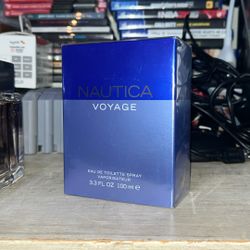 NAUTICA
VOYAGE
EAU DE TOILETTE SPRAY
VAPORISATEUR
3.3 FL OZ 100 ml e